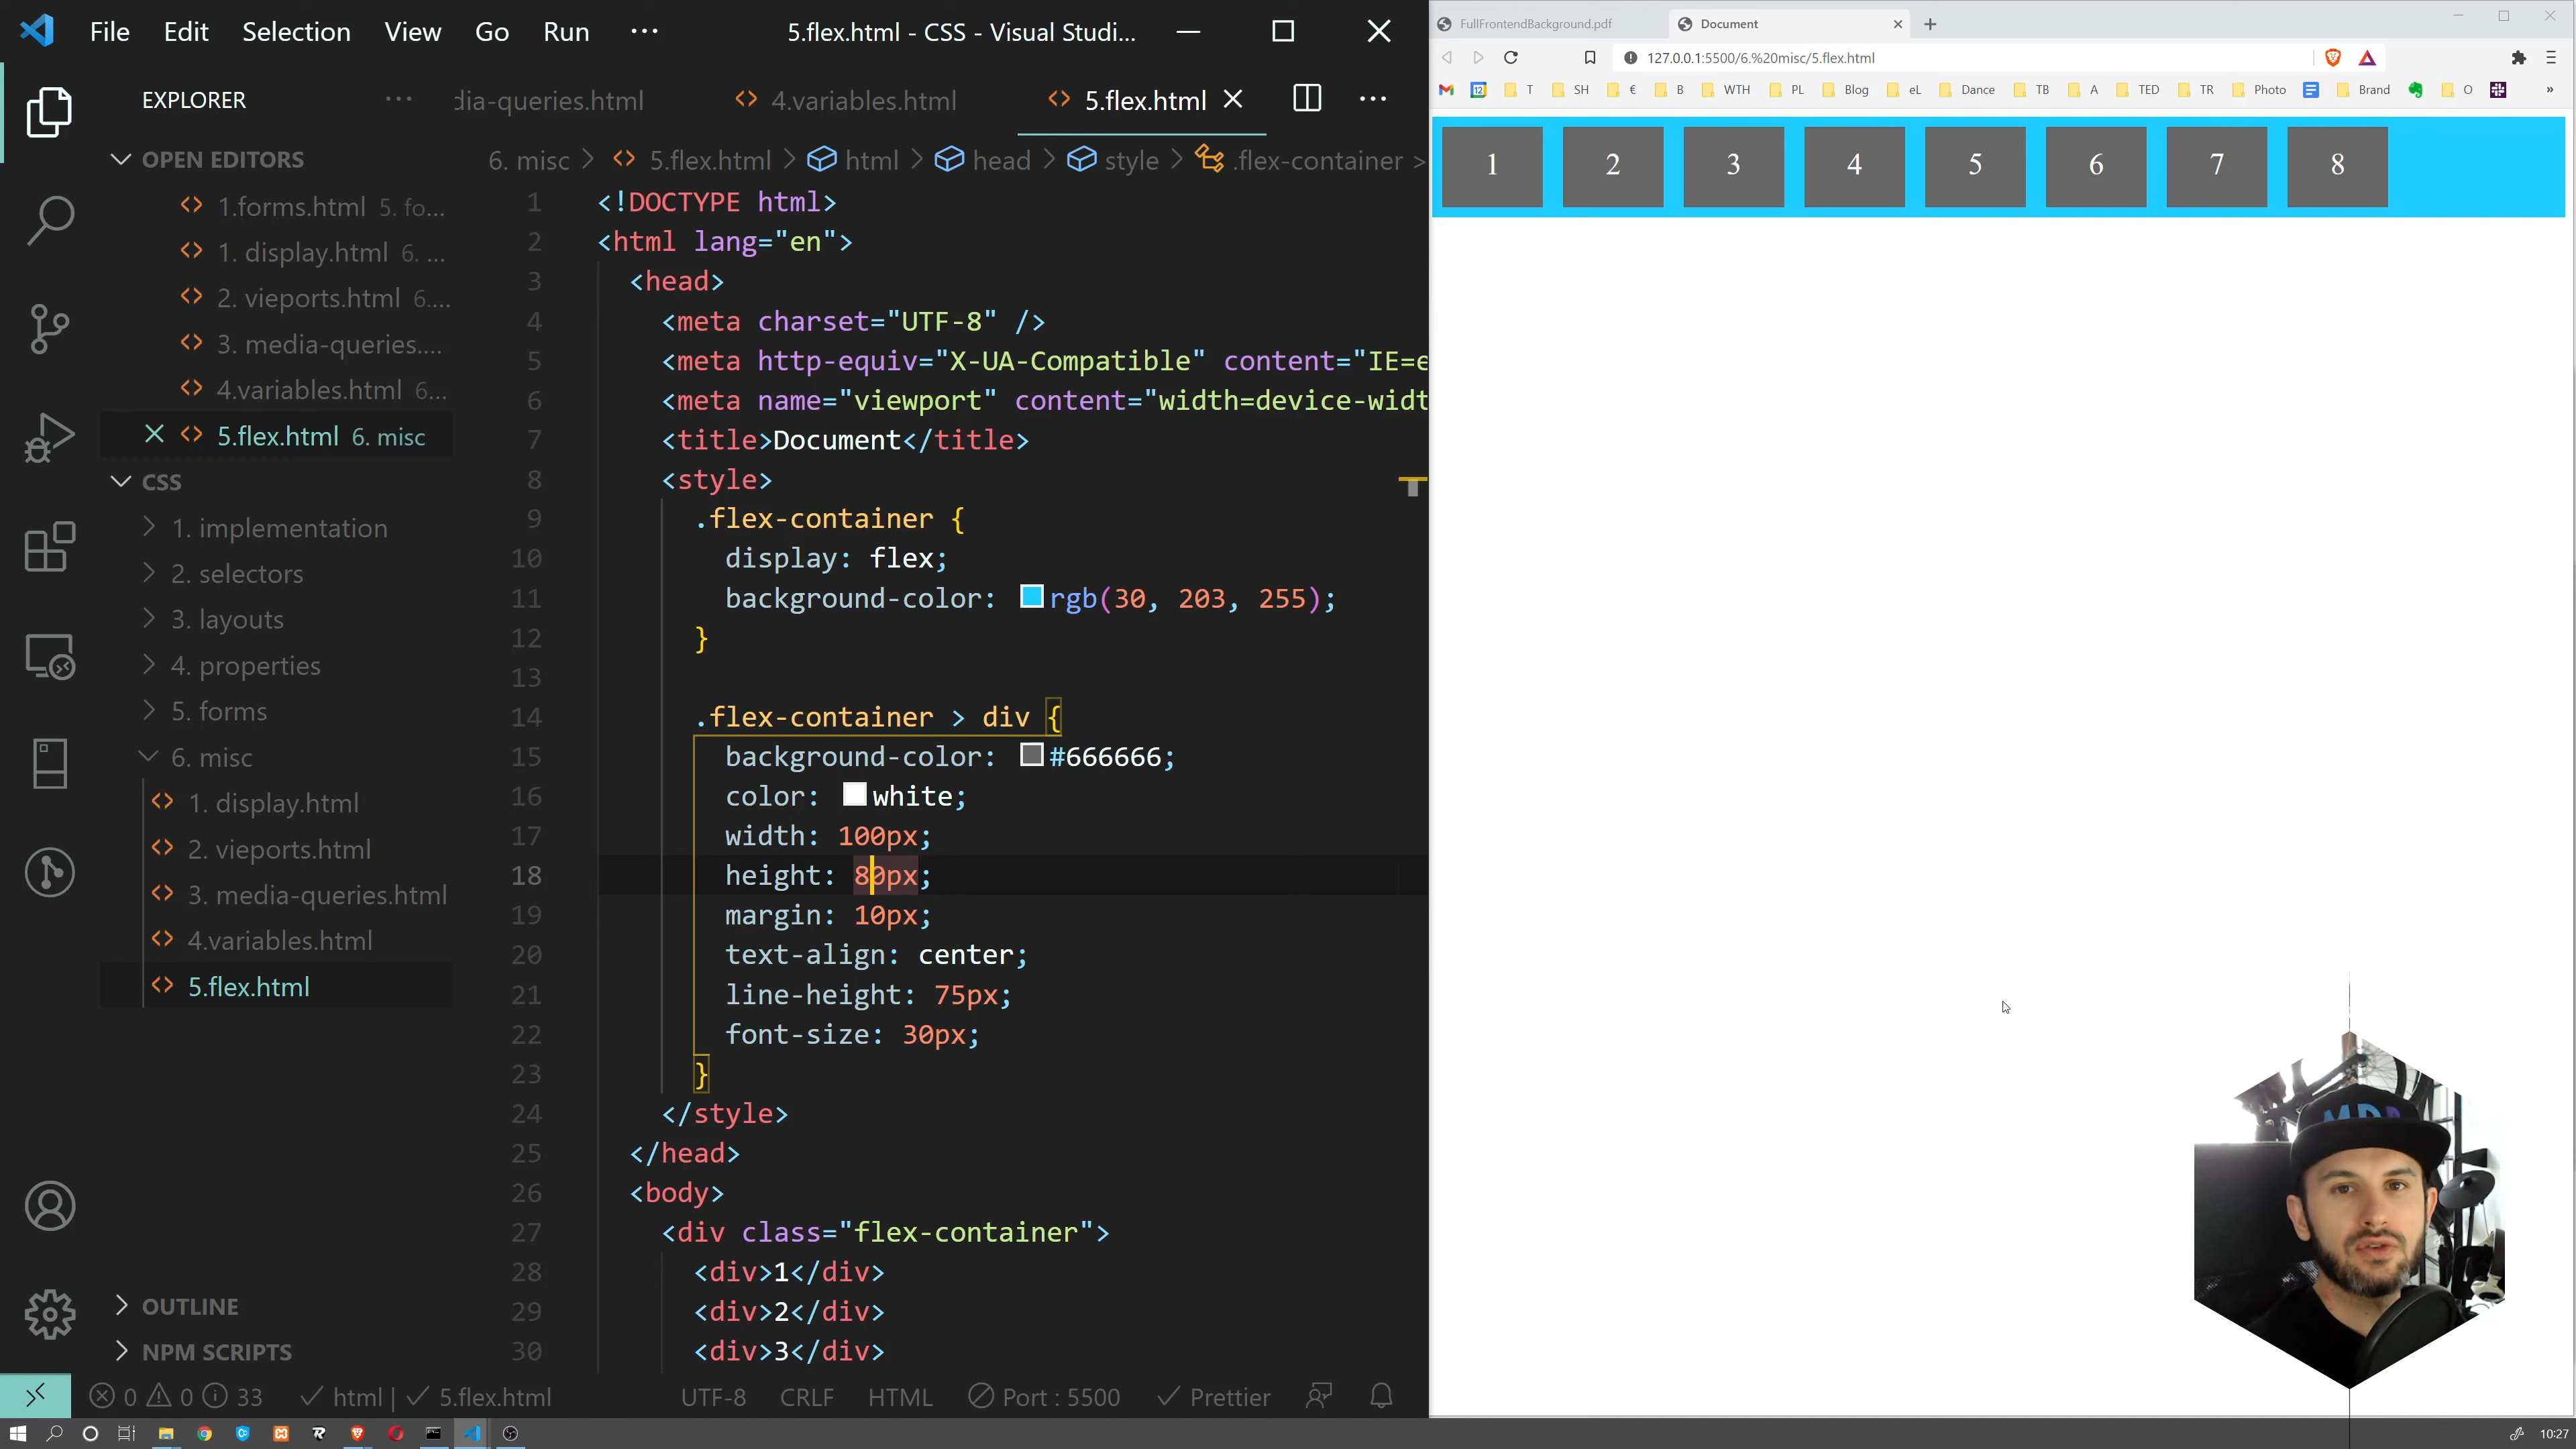 File Edit Selection View Go Run ··· 5.flex.html - CSS - Visual Studi...
EXPLORER ···
OPEN EDITORS
1.forms.html 5. fo...
1. display.html 6. ...
2. vieports.html 6....
3. media-queries....
4.variables.html 6...
5.flex.html 6. misc
CSS
1. implementation
2. selectors
3. layouts
4. properties
5. forms
6. misc
1. display.html
2. vieports.html
3. media-queries.html
4.variables.html
5.flex.html
OUTLINE
NPM SCRIPTS
dia-queries.html 4.variables.html 5.flex.html ···
6. misc > 5.flex.html > html > head > style > .flex-container >
1 <!DOCTYPE html>
2 <html lang="en">
3 <head>
4 <meta charset="UTF-8" />
5 <meta http-equiv="X-UA-Compatible" content="IE=e
6 <meta name="viewport" content="width=device-widt
7 <title>Document</title>
8 <style>
9 .flex-container {
10 display: flex;
11 background-color: rgb(30, 203, 255);
12 }
13
14 .flex-container > div {
15 background-color: #666666;
16 color: white;
17 width: 100px;
18 height: 80px;
19 margin: 10px;
20 text-align: center;
21 line-height: 75px;
22 font-size: 30px;
23 }
24 </style>
25 </head>
26 <body>
27 <div class="flex-container">
28 <div>1</div>
29 <div>2</div>
30 <div>3</div>
0 0 33 html | 5.flex.html UTF-8 CRLF HTML Port : 5500 Prettier
FullFrontendBackground.pdf Document
127.0.0.1:5500/6.%20misc/5.flex.html
12 T SH € B WTH PL Blog eL Dance TB A TED TR Photo Brand O »
1 2 3 4 5 6 7 8
10:27